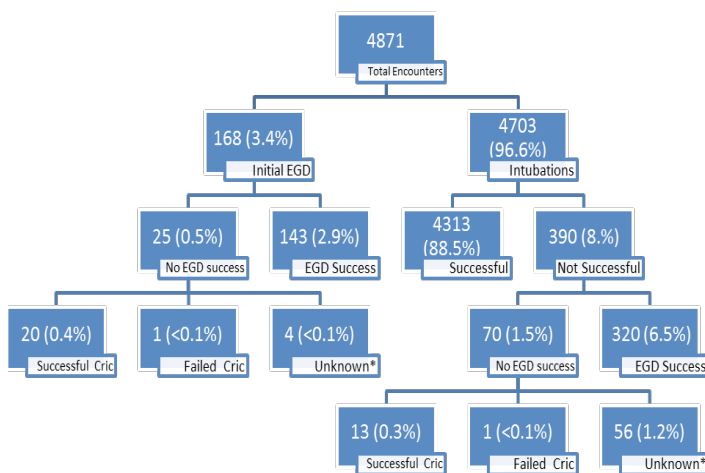 4871
Total Encounters
168 (3.4%)
Initial EGD
4703
(96.6%)
Intubations
25 (0.5%)
No EGD success
143 (2.9%)
EGD Success
4313
(88.5%)
Successful
390 (8.%)
Not Successful
20 (0.4%)
Successful Cric
1 (<0.1%)
Failed Cric
4 (<0.1%)
Unknown*
70 (1.5%)
No EGD success
320 (6.5%)
EGD Success
13 (0.3%)
Successful Cric
1 (<0.1%)
Failed Cric
56 (1.2%)
Unknown*